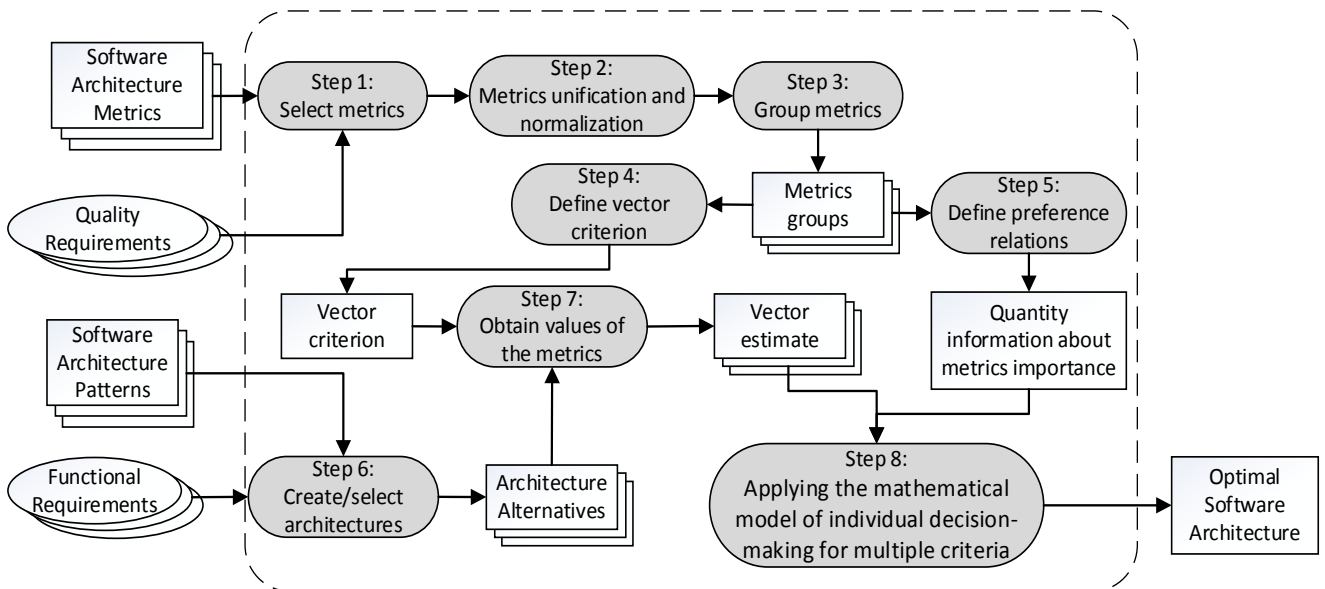 Software
Architecture
Metrics
Step 1:
Select metrics
Step 2:
Metrics unification and
normalization
Step 3:
Group metrics
Quality
Requirements
Step 4:
Define vector
criterion
Metrics
groups
Step 5:
Define preference
relations
Vector
criterion
Step 7:
Obtain values of
the metrics
Vector
estimate
Quantity
information about
metrics importance
Software
Architecture
Patterns
Functional
Requirements
Step 6:
Create/select
architectures
Architecture
Alternatives
Step 8:
Applying the mathematical
model of individual decision-
making for multiple criteria
Optimal
Software
Architecture